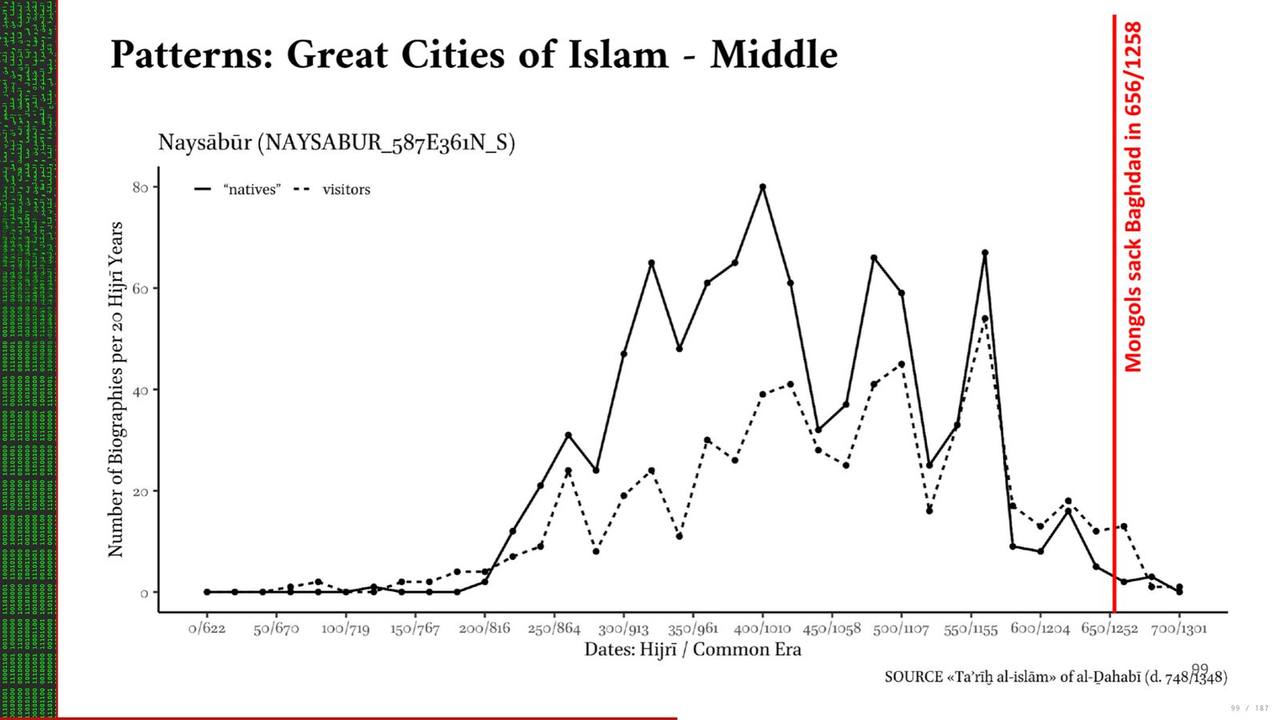 Patterns: Great Cities of Islam - Middle
Mongols sack Baghdad in 656/1258
Naysābūr (NAYSABUR_587E361N_S)
“natives” visitors
Number of Biographies per 20 Hijrī Years
80
60
40
20
0
0/622 50/670 100/719 150/767 200/816 250/864 300/913 350/961 400/1010 450/1058 500/1107 550/1155 600/1204 650/1252 700/1301
Dates: Hijrī / Common Era
99
SOURCE «Ta’rīḫ al-islām» of al-Ḏahabī (d. 748/1348)
99 / 187